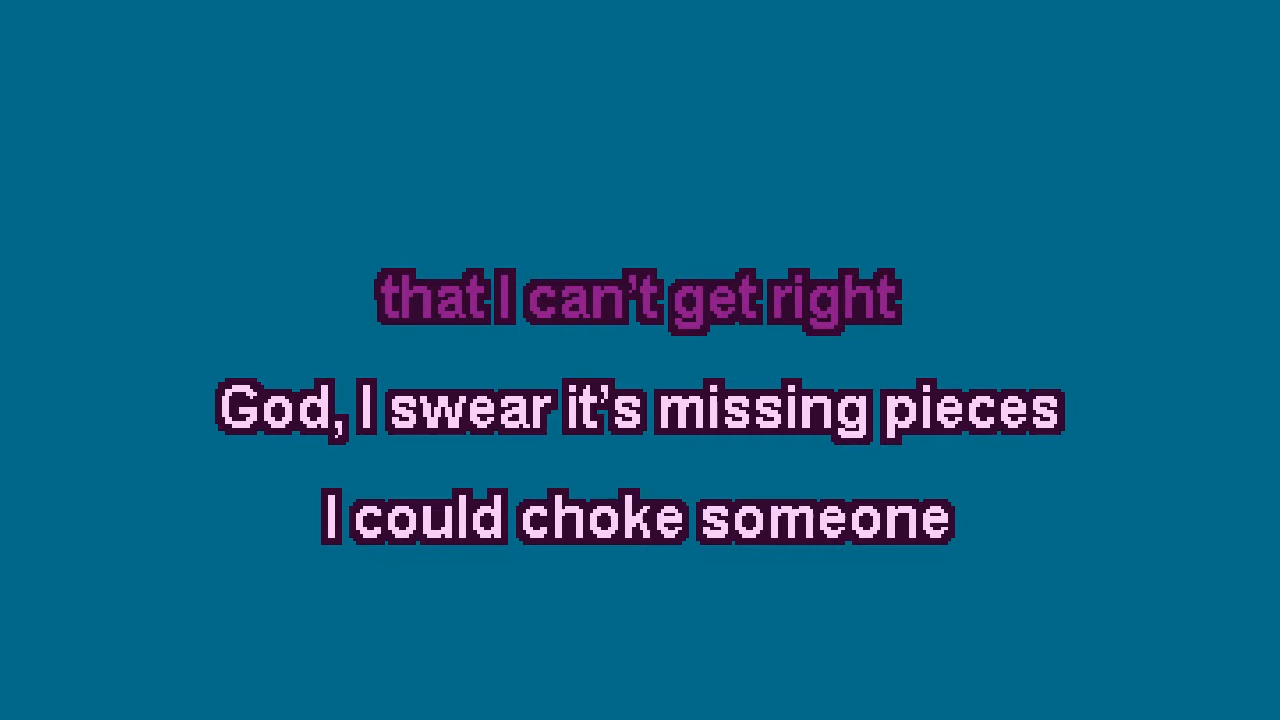 that I can’t get right
God, I swear it’s missing pieces
I could choke someone